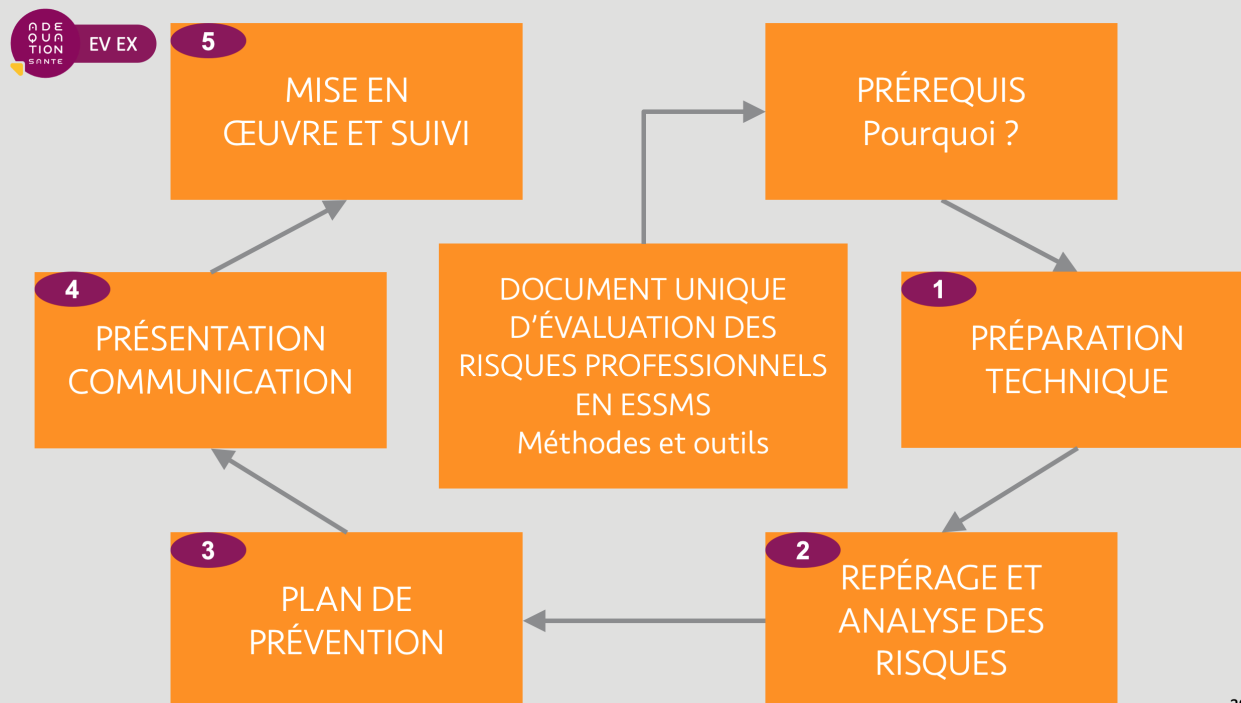 ADE
QUA
TION
SANTE
EV EX
5
MISE EN
ŒUVRE ET SUIVI
PRÉREQUIS
Pourquoi ?
4
PRÉSENTATION
COMMUNICATION
DOCUMENT UNIQUE
D'ÉVALUATION DES
RISQUES PROFESSIONNELS
EN ESSMS
Méthodes et outils
1
PRÉPARATION
TECHNIQUE
3
PLAN DE
PRÉVENTION
2
REPÉRAGE ET
ANALYSE DES
RISQUES